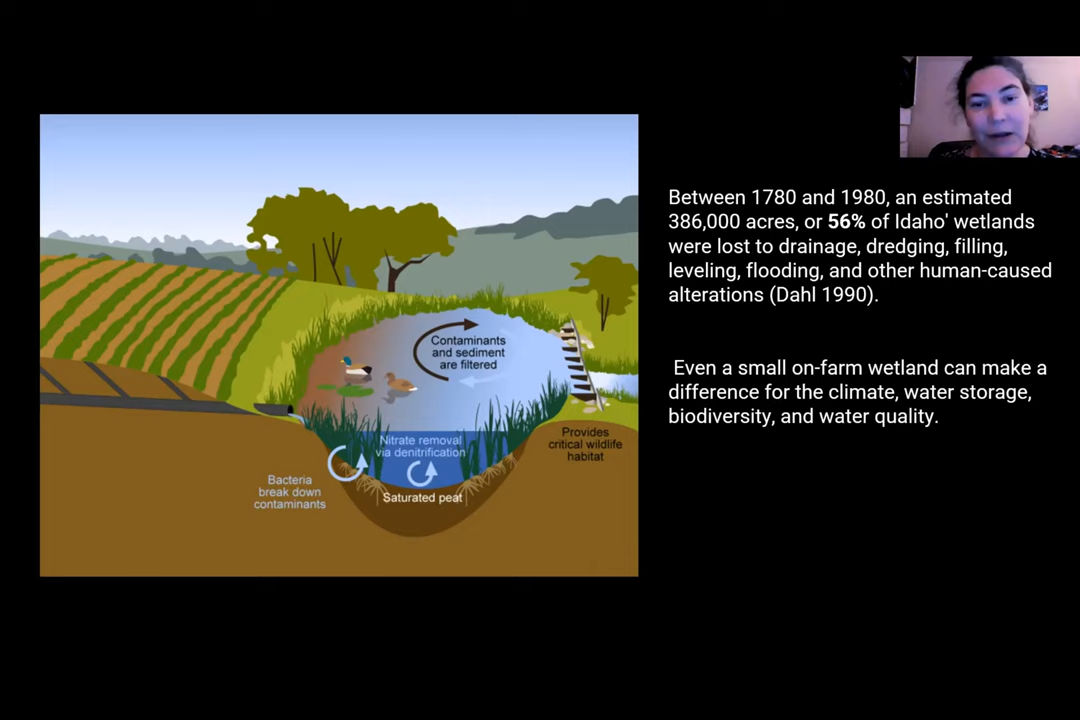 Between 1780 and 1980, an estimated
386,000 acres, or 56% of Idaho' wetlands
were lost to drainage, dredging, filling,
leveling, flooding, and other human-caused
alterations (Dahl 1990).
Even a small on-farm wetland can make a
difference for the climate, water storage,
biodiversity, and water quality.
Contaminants
and sediment
are filtered
Provides
critical wildlife
habitat
Nitrate removal
via denitrification
Bacteria
break down
contaminants
Saturated peat